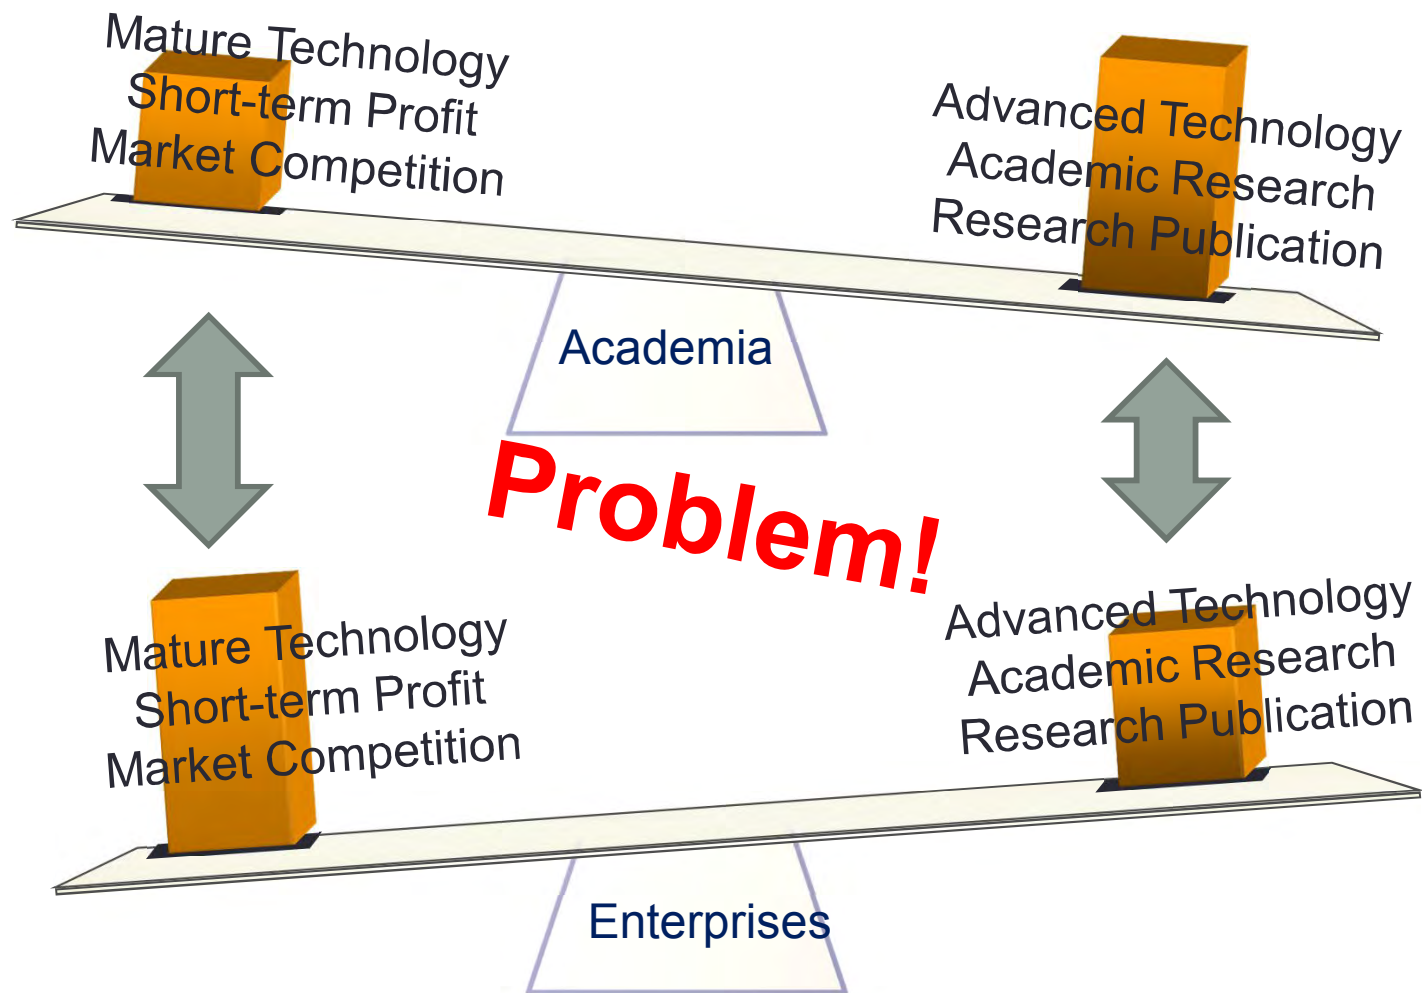 Mature Technology
Short-term Profit
Market Competition
Advanced Technology
Academic Research
Research Publication
Academia
Problem!
Mature Technology
Short-term Profit
Market Competition
Advanced Technology
Academic Research
Research Publication
Enterprises